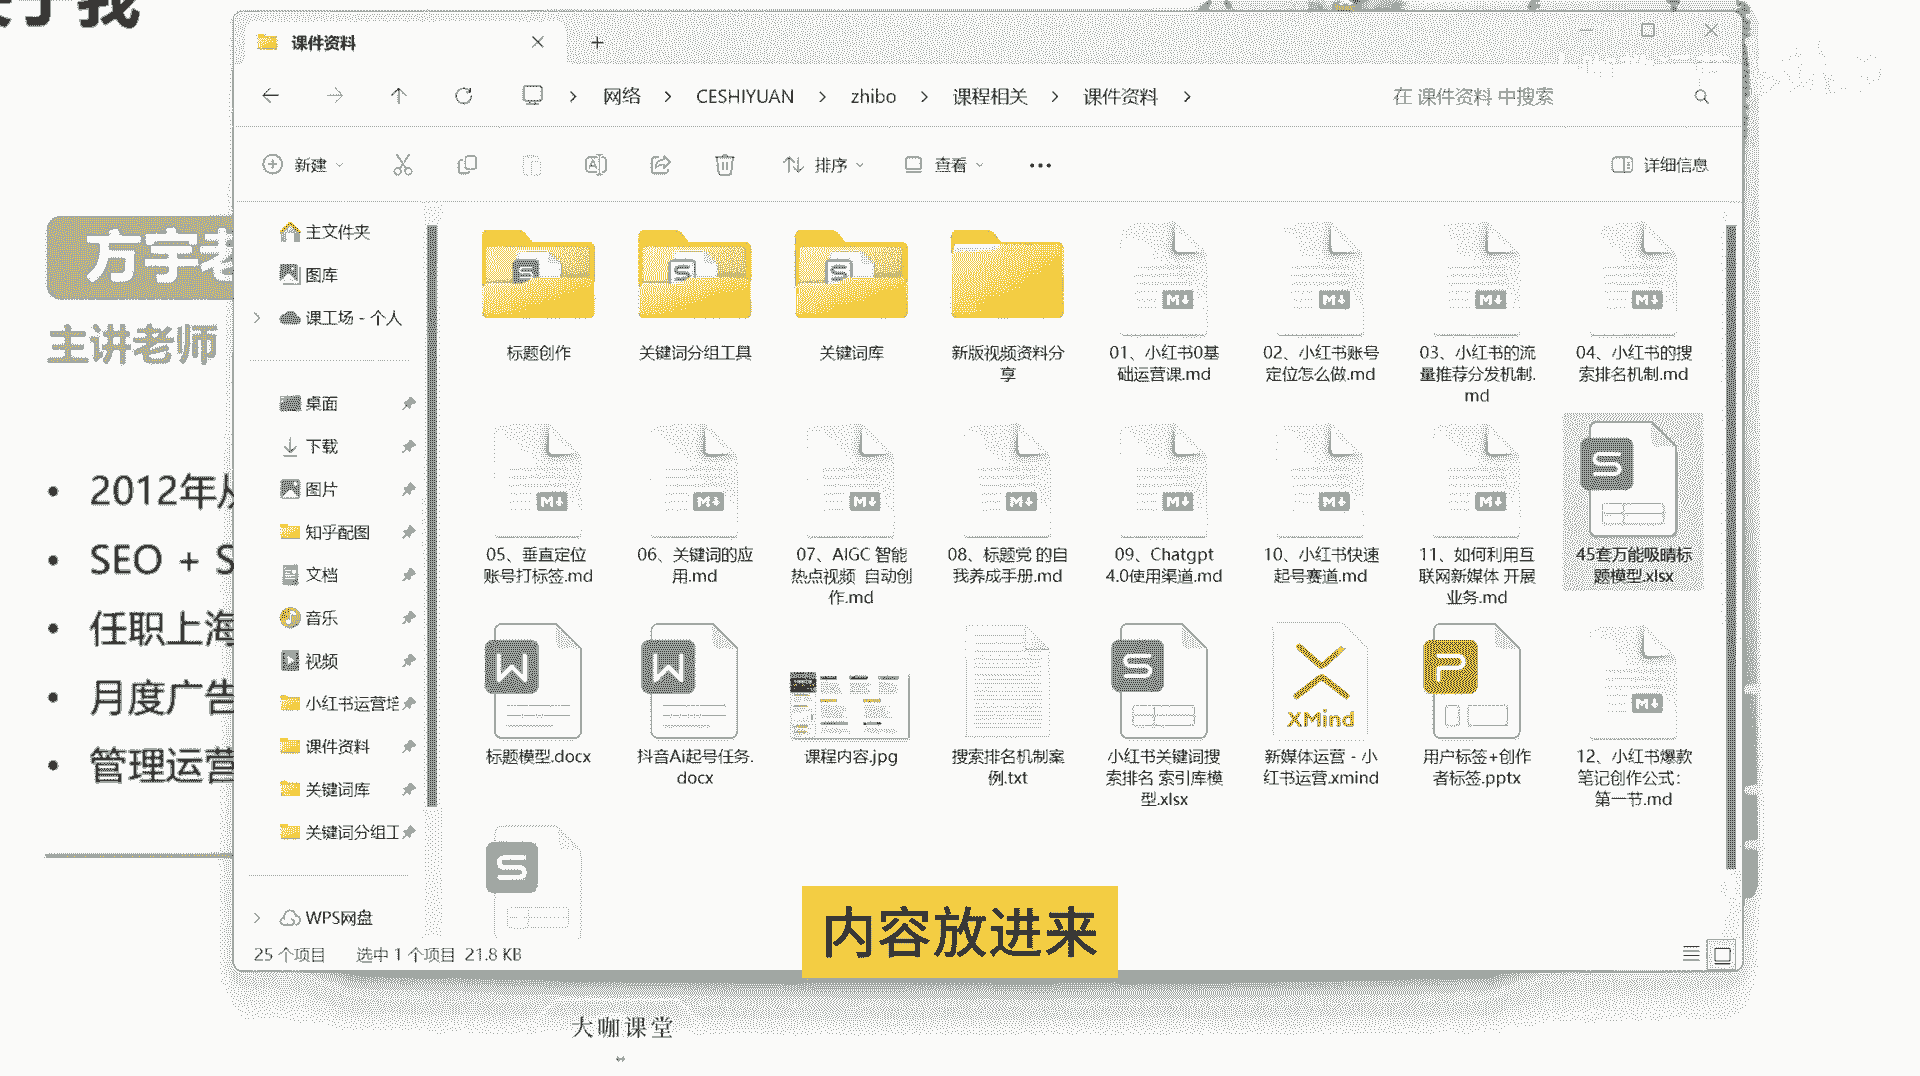 关于我
课件资料
网络
CESHIYUAN
zhibo
课程相关
课件资料
在 课件资料 中搜索
新建
排序
查看
详细信息
主文件夹
图库
课工场 - 个人
桌面
下载
图片
知乎配图
文档
音乐
视频
小红书运营培
课件资料
关键词库
关键词分组工
WPS网盘
标题创作
关键词分组工具
关键词库
新版视频资料分
享
01、小红书0基
础运营课.md
02、小红书账号
定位怎么做.md
03、小红书的流
量推荐分发机制.
md
04、小红书的搜
索排名机制.md
05、垂直定位
账号打标签.md
06、关键词的应
用.md
07、AIGC 智能
热点视频 自动创
作.md
08、标题党 的自
我养成手册.md
09、Chatgpt
4.0使用渠道.md
10、小红书快速
起号赛道.md
11、如何利用互
联网新媒体 开展
业务.md
45套万能吸睛标
题模型.xlsx
标题模型.docx
抖音Ai起号任务.
docx
课程内容.jpg
搜索排名机制案
例.txt
小红书关键词搜
索排名 索引库模
型.xlsx
XMind
新媒体运营 - 小
红书运营.xmind
用户标签+创作
者标签.pptx
12、小红书爆款
笔记创作公式：
第一节.md
25 个项目
选中 1 个项目 21.8 KB
方宇老
主讲老师
2012年从
SEO + S
任职上海
月度广告
管理运营
内容放进来
大咖课堂